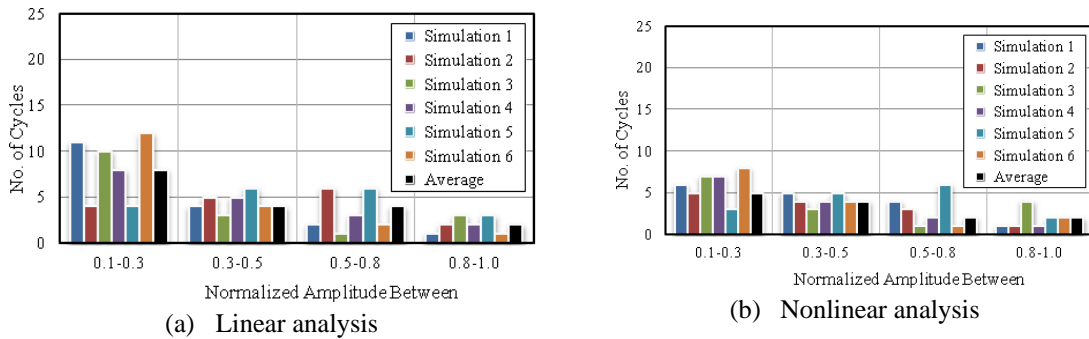 25
20
15
10
5
0
No. of Cycles
Simulation 1
Simulation 2
Simulation 3
Simulation 4
Simulation 5
Simulation 6
Average
0.1-0.3 0.3-0.5 0.5-0.8 0.8-1.0
Normalized Amplitude Between
(a) Linear analysis
25
20
15
10
5
0
No. of Cycles
Simulation 1
Simulation 2
Simulation 3
Simulation 4
Simulation 5
Simulation 6
Average
0.1-0.3 0.3-0.5 0.5-0.8 0.8-1.0
Normalized Amplitude Between
(b) Nonlinear analysis